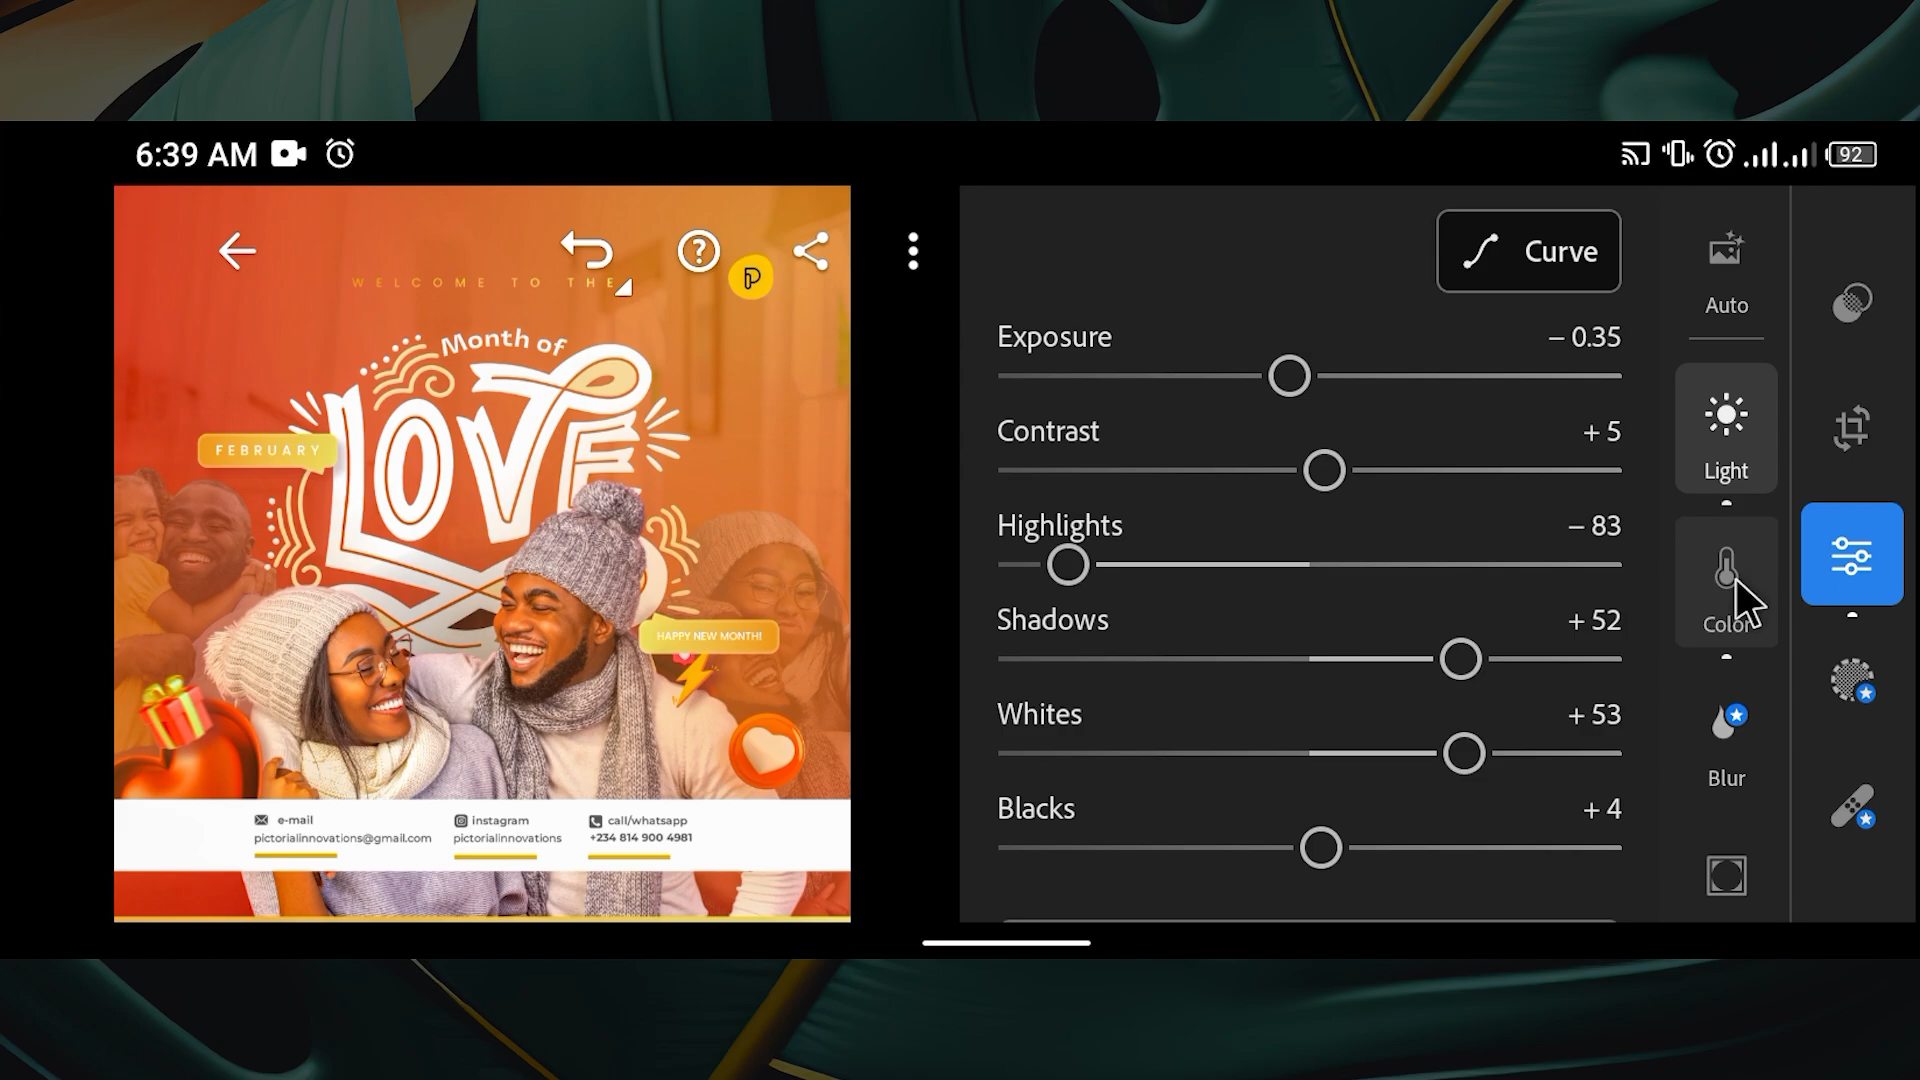 6:39 AM
92
WELCOME TO THE
Month of
LOVE
FEBRUARY
HAPPY NEW MONTH!
e-mail
pictorialinnovations@gmail.com
instagram
pictorialinnovations
call/whatsapp
+234 814 900 4981
Curve
Exposure – 0.35
Contrast + 5
Highlights – 83
Shadows + 52
Whites + 53
Blacks + 4
Auto
Light
Color
Blur